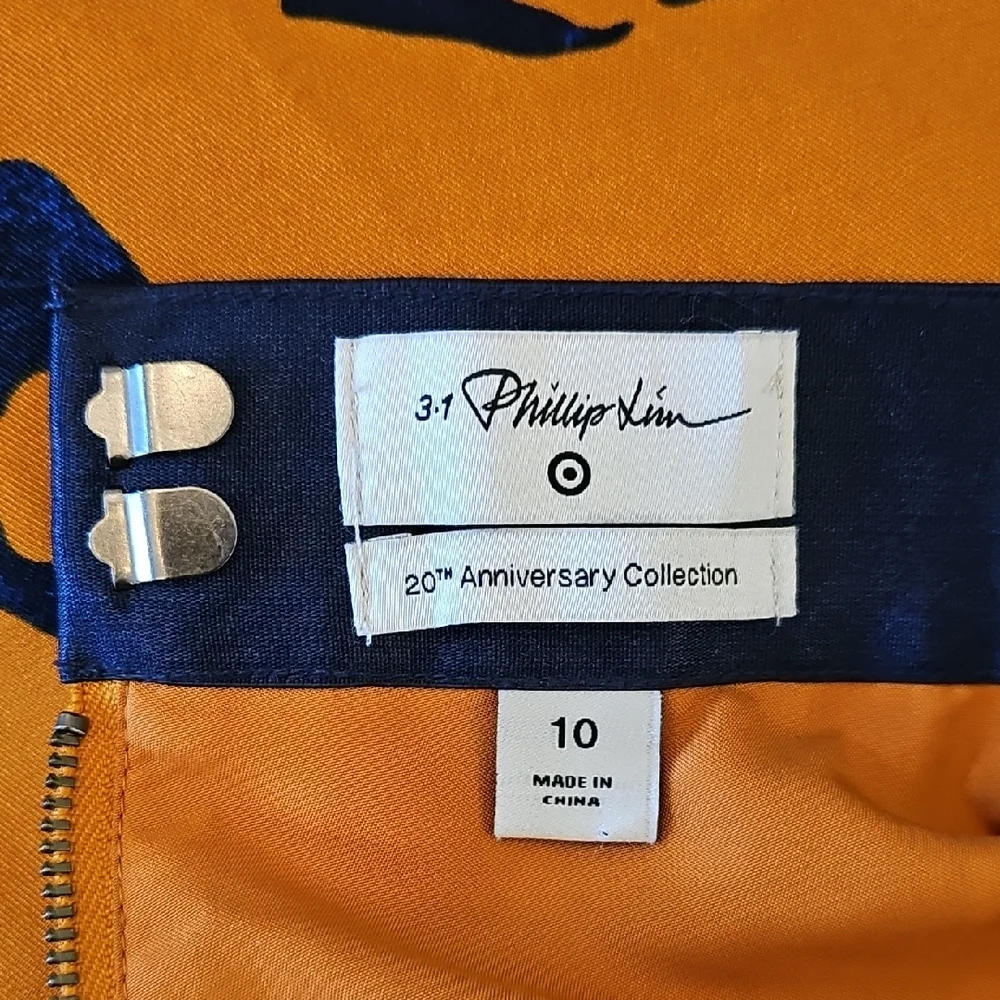 3.1 Phillip Lim
20TH Anniversary Collection
10
MADE IN
CHINA